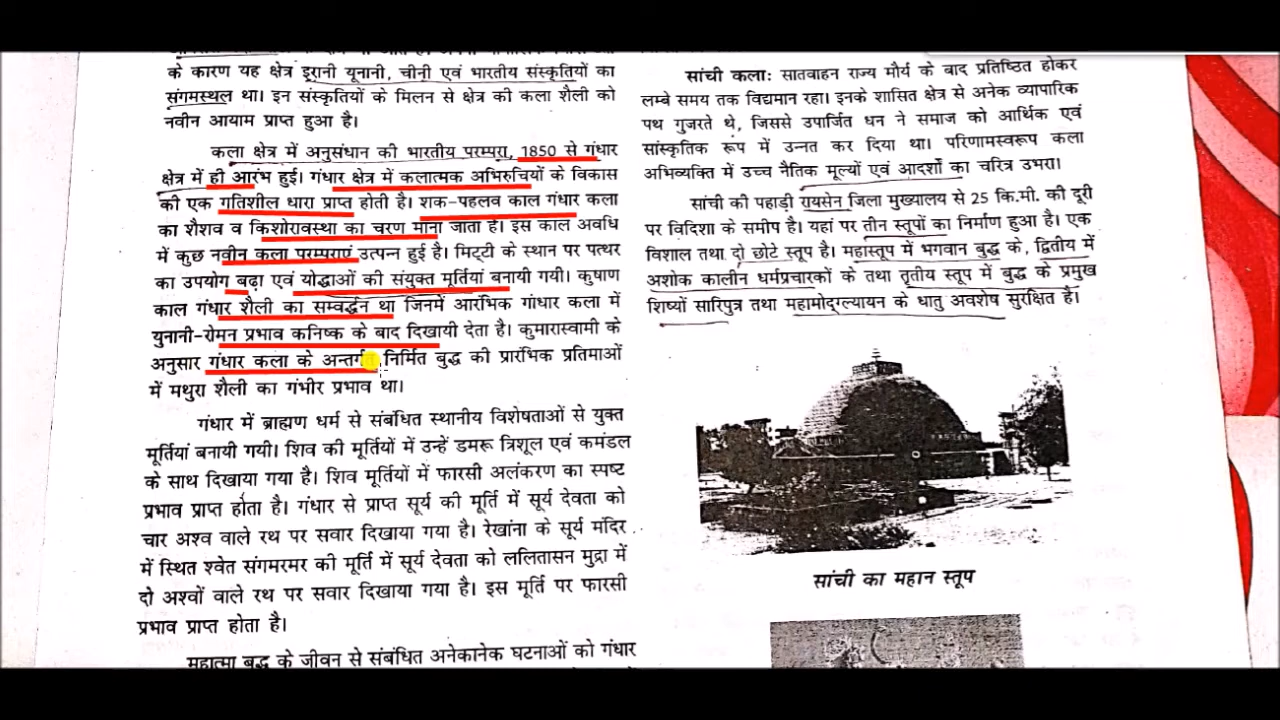 के कारण यह क्षेत्र इरानी यूनानी, चीनी एवं भारतीय संस्कृतियों का
संगमस्थल था। इन संस्कृतियों के मिलन से क्षेत्र की कला शैली को
नवीन आयाम प्राप्त हुआ है।
कला क्षेत्र में अनुसंधान की भारतीय परम्परा, 1850 से गंधार
क्षेत्र में ही आरंभ हुई। गंधार क्षेत्र में कलात्मक अभिरुचियों के विकास
की एक गतिशील धारा प्राप्त होती है। शक-पहलव काल गंधार कला
का शैशव व किशोरावस्था का चरण माना जाता है। इस काल अवधि
में कुछ नवीन कला परम्पराएं उत्पन्न हुई है। मिट्टी के स्थान पर पत्थर
का उपयोग बढ़ा एवं योद्धाओं की संयुक्त मूर्तियां बनायी गयी। कुषाण
काल गंधार शैली का सम्वर्द्धन था जिनमें आरंभिक गांधार कला में
युनानी-रोमन प्रभाव कनिष्क के बाद दिखायी देता है। कुमारास्वामी के
अनुसार गंधार कला के अन्तर्गत निर्मित बुद्ध की प्रारंभिक प्रतिमाओं
में मथुरा शैली का गंभीर प्रभाव था।
गंधार में ब्राह्मण धर्म से संबंधित स्थानीय विशेषताओं से युक्त
मूर्तियां बनायी गयी। शिव की मूर्तियों में उन्हें डमरू त्रिशूल एवं कमंडल
के साथ दिखाया गया है। शिव मूर्तियों में फारसी अलंकरण का स्पष्ट
प्रभाव प्राप्त होता है। गंधार से प्राप्त सूर्य की मूर्ति में सूर्य देवता को
चार अश्व वाले रथ पर सवार दिखाया गया है। रेखांना के सूर्य मंदिर
में स्थित श्वेत संगमरमर की मूर्ति में सूर्य देवता को ललितासन मुद्रा में
दो अश्वों वाले रथ पर सवार दिखाया गया है। इस मूर्ति पर फारसी
प्रभाव प्राप्त होता है।
महात्मा बुद्ध के जीवन से संबंधित अनेकानेक घटनाओं को गंधार
सांची कला: सातवाहन राज्य मौर्य के बाद प्रतिष्ठित होकर
लम्बे समय तक विद्यमान रहा। इनके शासित क्षेत्र से अनेक व्यापारिक
पथ गुजरते थे, जिससे उपार्जित धन ने समाज को आर्थिक एवं
सांस्कृतिक रूप में उन्नत कर दिया था। परिणामस्वरूप कला
अभिव्यक्ति में उच्च नैतिक मूल्यों एवं आदर्शों का चरित्र उभरा।
सांची की पहाड़ी रायसेन जिला मुख्यालय से 25 कि.मी. की दूरी
पर विदिशा के समीप है। यहां पर तीन स्तूपों का निर्माण हुआ है। एक
विशाल तथा दो छोटे स्तूप है। महास्तूप में भगवान बुद्ध के, द्वितीय में
अशोक कालीन धर्मप्रचारकों के तथा तृतीय स्तूप में बुद्ध के प्रमुख
शिष्यों सारिपुत्र तथा महामोद्गल्यायन के धातु अवशेष सुरक्षित है।
सांची का महान स्तूप